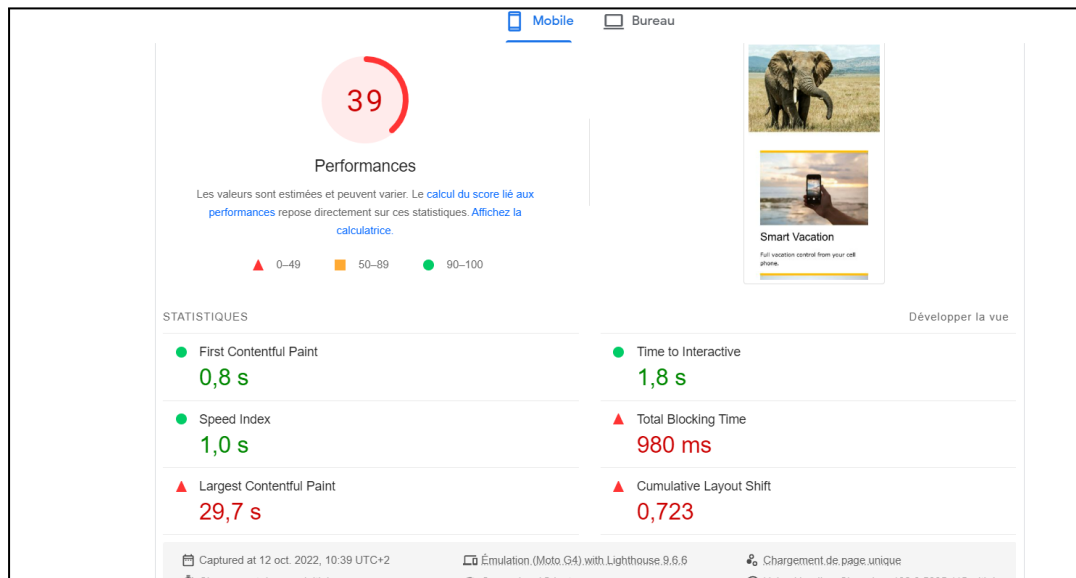 Mobile
Bureau
39
Performances
Les valeurs sont estimées et peuvent varier. Le calcul du score lié aux
performances repose directement sur ces statistiques. Affichez la
calculatrice.
0–49
50–89
90–100
Smart Vacation
Full vacation control from your cell
phone.
STATISTIQUES
Développer la vue
First Contentful Paint
0,8 s
Time to Interactive
1,8 s
Speed Index
1,0 s
Total Blocking Time
980 ms
Largest Contentful Paint
29,7 s
Cumulative Layout Shift
0,723
Captured at 12 oct. 2022, 10:39 UTC+2
Émulation (Moto G4) with Lighthouse 9.6.6
Chargement de page unique